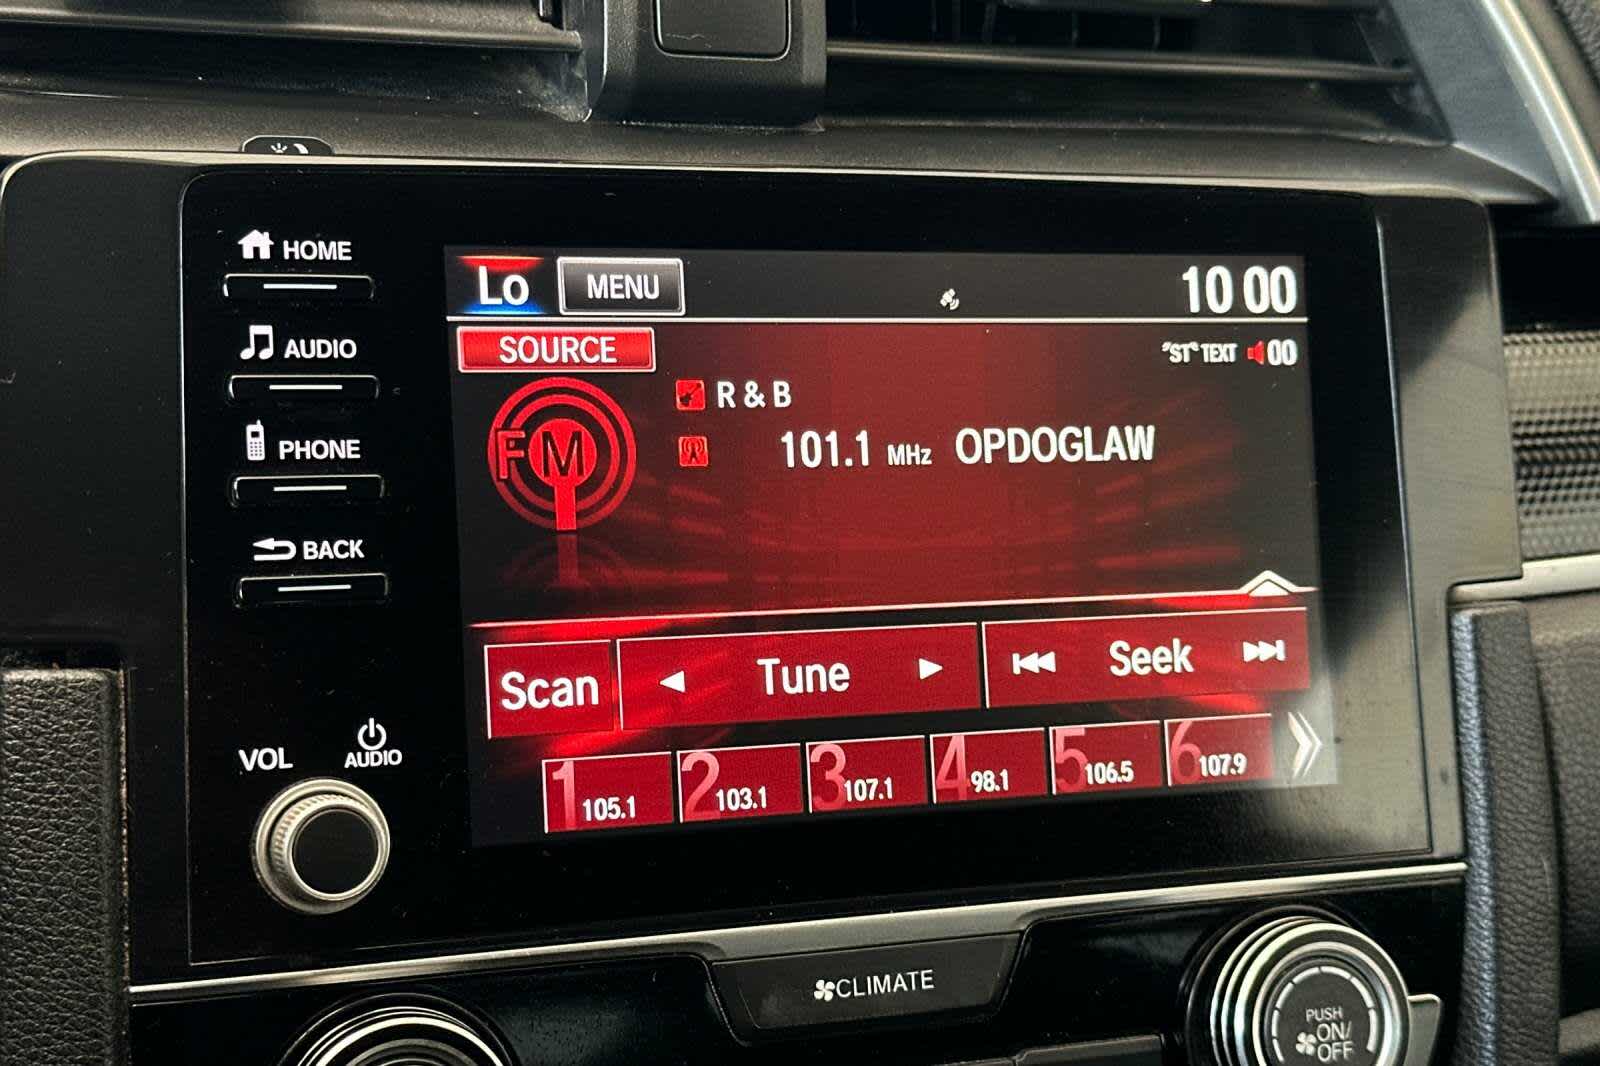 HOME
AUDIO
PHONE
BACK
VOL
AUDIO
Lo MENU 10 00
SOURCE "ST" TEXT 00
R & B
FM 101.1 MHz OPDOGLAW
Scan Tune Seek
1 105.1 2 103.1 3 107.1 4 98.1 5 106.5 6 107.9
CLIMATE
PUSH
ON/
OFF